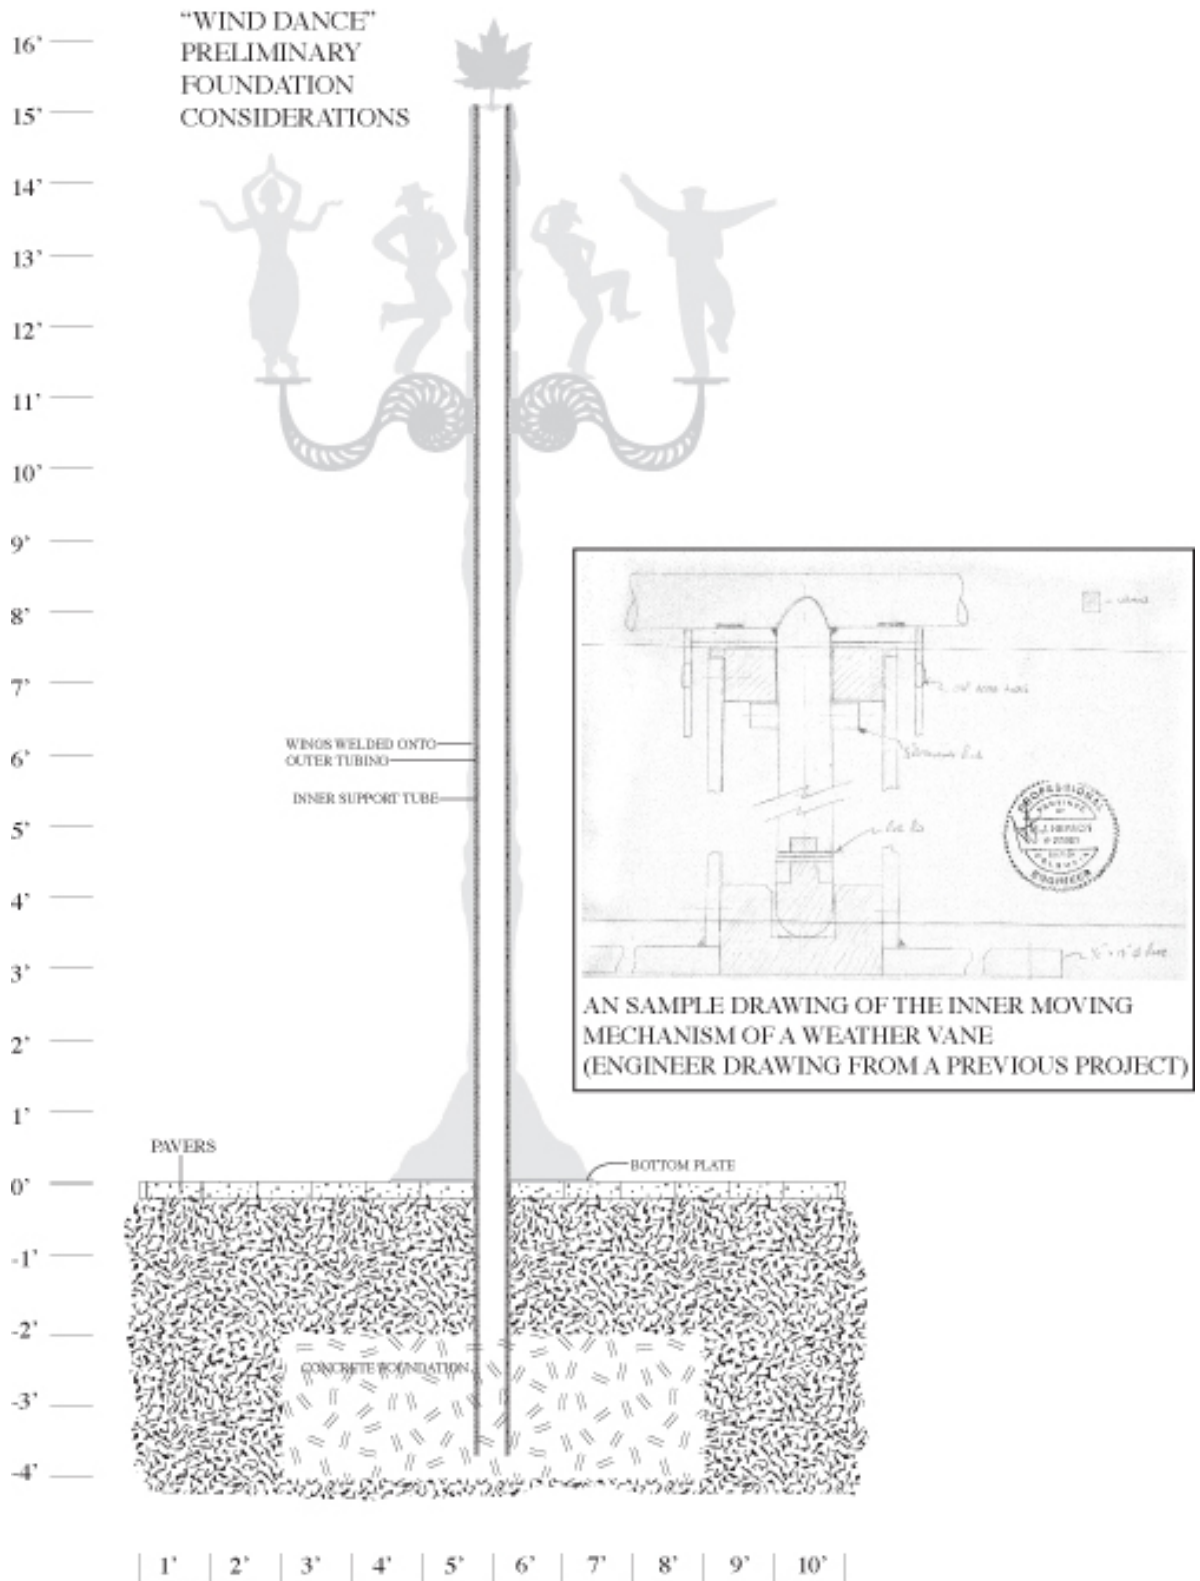 “WIND DANCE”
PRELIMINARY
FOUNDATION
CONSIDERATIONS
16’
15’
14’
13’
12’
11’
10’
9’
8’
7’
6’
5’
4’
3’
2’
1’
0’
-1’
-2’
-3’
-4’
WINGS WELDED ONTO
OUTER TUBING
INNER SUPPORT TUBE
PROFESSIONAL
PROVINCE
OF
ENGINEER
AN SAMPLE DRAWING OF THE INNER MOVING
MECHANISM OF A WEATHER VANE
(ENGINEER DRAWING FROM A PREVIOUS PROJECT)
PAVERS
BOTTOM PLATE
CONCRETE FOUNDATION
1’ 2’ 3’ 4’ 5’ 6’ 7’ 8’ 9’ 10’